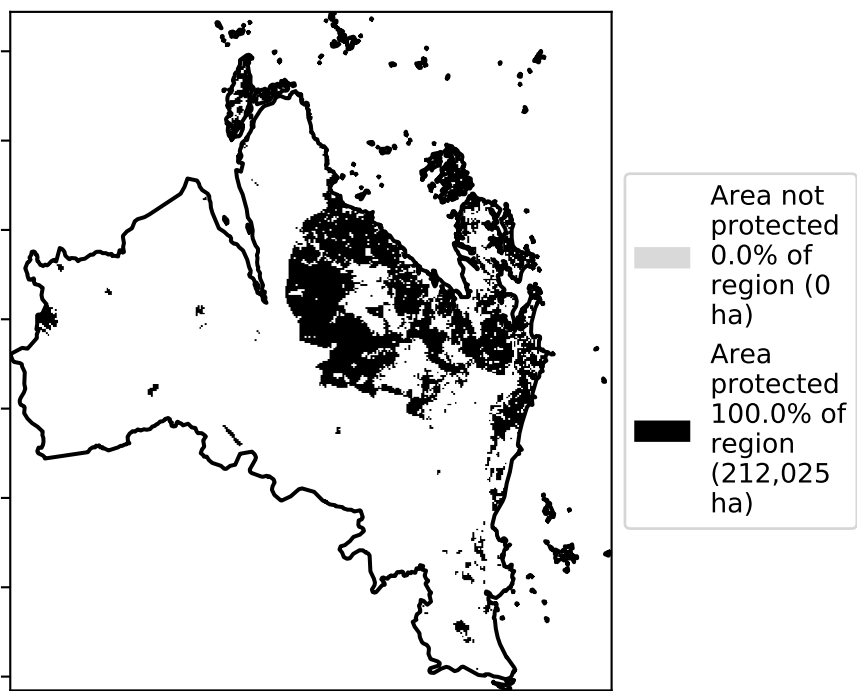 Area not
protected
0.0% of
region (0
ha)
Area
protected
100.0% of
region
(212,025
ha)